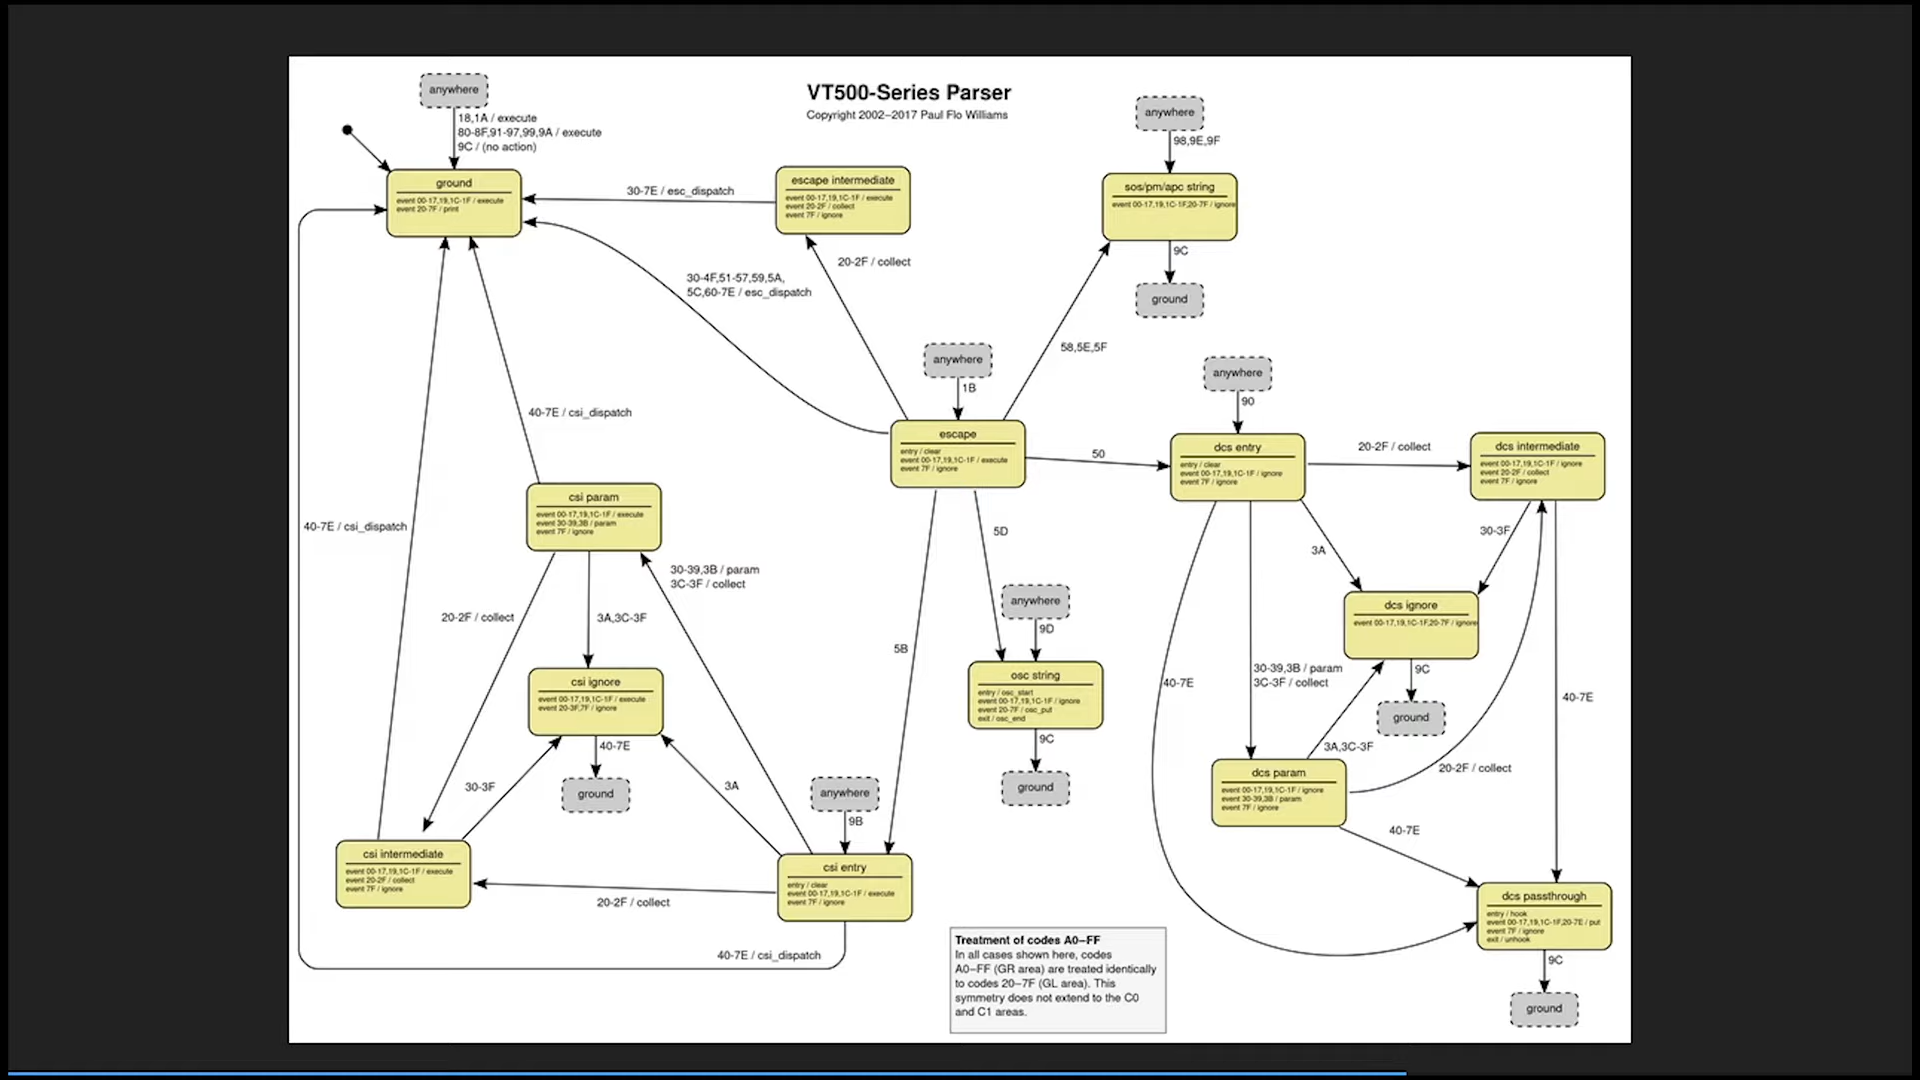 VT500-Series Parser
Copyright 2002–2017 Paul Flo Williams
anywhere
18,1A / execute
80-8F,91-97,99,9A / execute
9C / (no action)
ground
event 00-17,19,1C-1F / execute
event 20-7F / print
30-7E / esc_dispatch
escape intermediate
event 00-17,19,1C-1F / execute
event 20-2F / collect
event 7F / ignore
anywhere
98,9E,9F
sos/pm/apc string
event 00-17,19,1C-1F,20-7F / ignore
9C
ground
30-4F,51-57,59,5A,
5C,60-7E / esc_dispatch
20-2F / collect
58,5E,5F
anywhere
1B
escape
entry / clear
event 00-17,19,1C-1F / execute
event 7F / ignore
50
anywhere
90
dcs entry
entry / clear
event 00-17,19,1C-1F / ignore
event 7F / ignore
20-2F / collect
dcs intermediate
event 00-17,19,1C-1F / ignore
event 20-2F / collect
event 7F / ignore
40-7E / csi_dispatch
40-7E / csi_dispatch
csi param
event 00-17,19,1C-1F / execute
event 30-39,3B / param
event 7F / ignore
30-39,3B / param
3C-3F / collect
20-2F / collect
3A,3C-3F
csi ignore
event 00-17,19,1C-1F / execute
event 20-3F,7F / ignore
40-7E
ground
30-3F
3A
csi intermediate
event 00-17,19,1C-1F / execute
event 20-2F / collect
event 7F / ignore
20-2F / collect
anywhere
9B
csi entry
entry / clear
event 00-17,19,1C-1F / execute
event 7F / ignore
40-7E / csi_dispatch
5B
5D
anywhere
9D
osc string
entry / osc_start
event 00-17,19,1C-1F / ignore
event 20-7F / osc_put
exit / osc_end
9C
ground
3A
30-3F
dcs ignore
event 00-17,19,1C-1F,20-7F / ignore
9C
ground
40-7E
30-39,3B / param
3C-3F / collect
3A,3C-3F
40-7E
dcs param
event 00-17,19,1C-1F / ignore
event 30-39,3B / param
event 7F / ignore
20-2F / collect
40-7E
dcs passthrough
entry / hook
event 00-17,19,1C-1F,20-7E / put
event 7F / ignore
exit / unhook
9C
ground
Treatment of codes A0–FF
In all cases shown here, codes
A0–FF (GR area) are treated identically
to codes 20–7F (GL area). This
symmetry does not extend to the C0
and C1 areas.